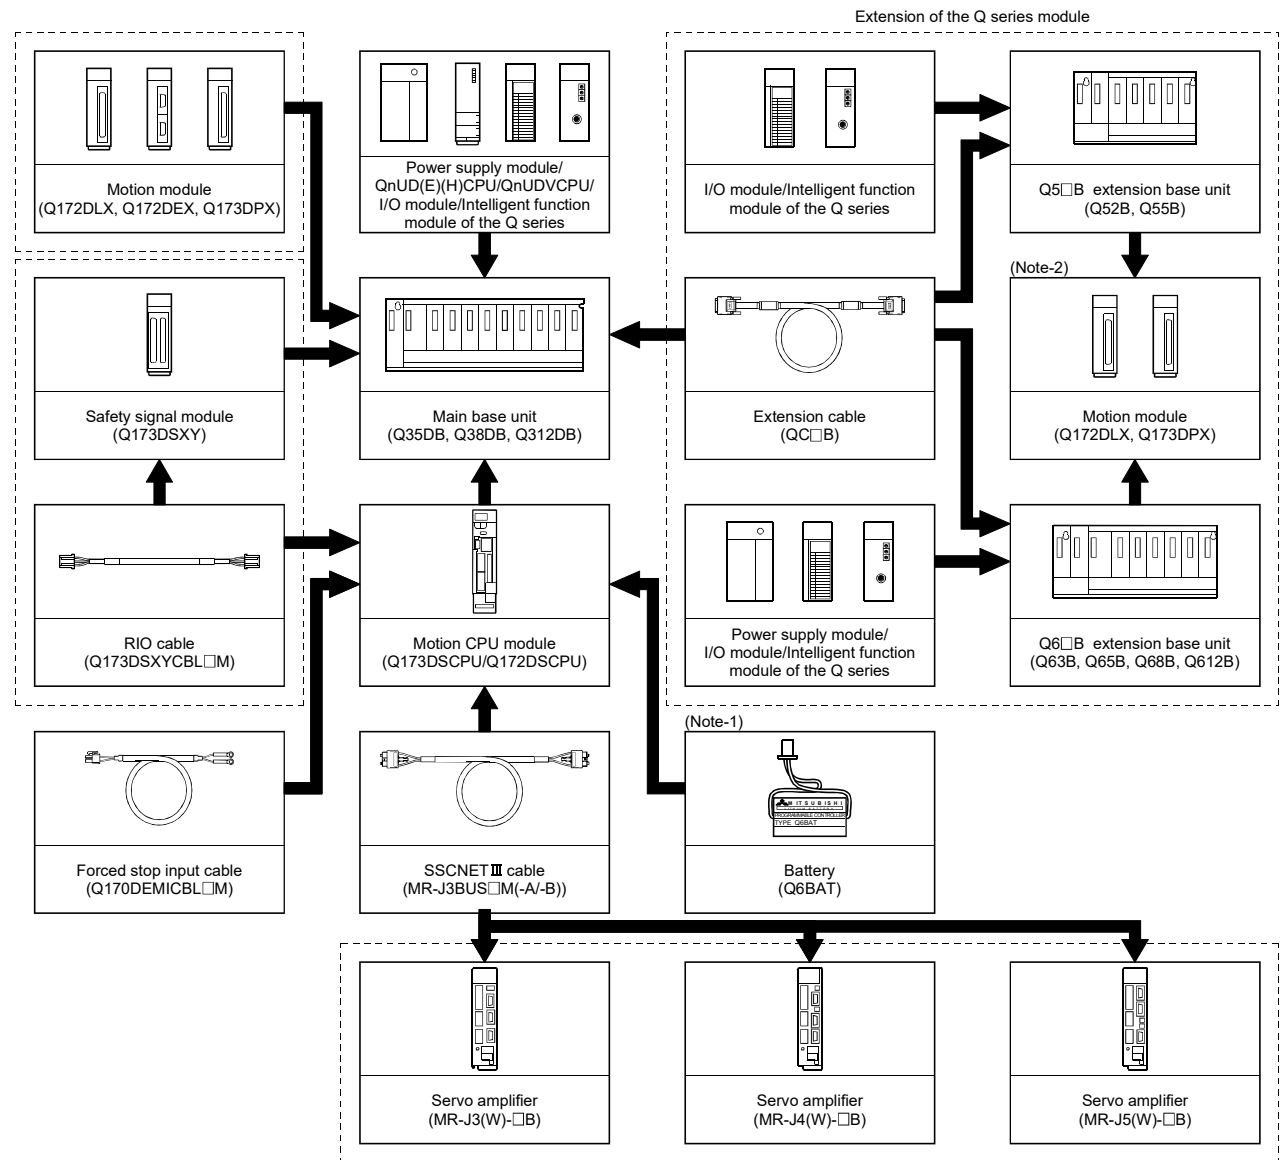 Extension of the Q series module
Motion module
(Q172DLX, Q172DEX, Q173DPX)
Power supply module/
QnUD(E)(H)CPU/QnUDVCPU/
I/O module/Intelligent function
module of the Q series
I/O module/Intelligent function
module of the Q series
Q5□B extension base unit
(Q52B, Q55B)
Safety signal module
(Q173DSXY)
Main base unit
(Q35DB, Q38DB, Q312DB)
Extension cable
(QC□B)
(Note-2)
Motion module
(Q172DLX, Q173DPX)
RIO cable
(Q173DSXYCBL□M)
Motion CPU module
(Q173DSCPU/Q172DSCPU)
Power supply module/
I/O module/Intelligent function
module of the Q series
Q6□B extension base unit
(Q63B, Q65B, Q68B, Q612B)
Forced stop input cable
(Q170DEMICBL□M)
SSCNETⅢ cable
(MR-J3BUS□M(-A/-B))
(Note-1)
MITSUBISHI
PROGRAMMABLE CONTROLLER
TYPE Q6BAT
Battery
(Q6BAT)
Servo amplifier
(MR-J3(W)-□B)
Servo amplifier
(MR-J4(W)-□B)
Servo amplifier
(MR-J5(W)-□B)